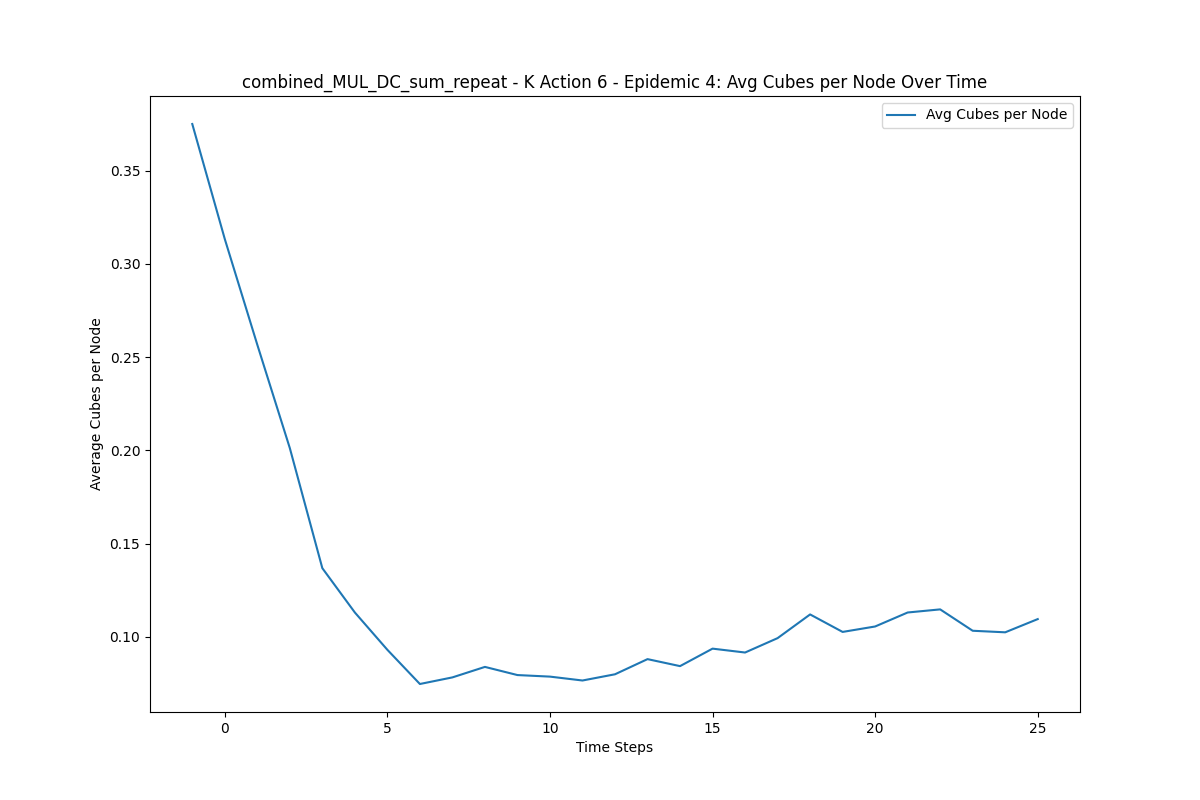 combined_MUL_DC_sum_repeat - K Action 6 - Epidemic 4: Avg Cubes per Node Over Time
Avg Cubes per Node
0.35
0.30
0.25
0.20
0.15
0.10
Average Cubes per Node
0 5 10 15 20 25
Time Steps